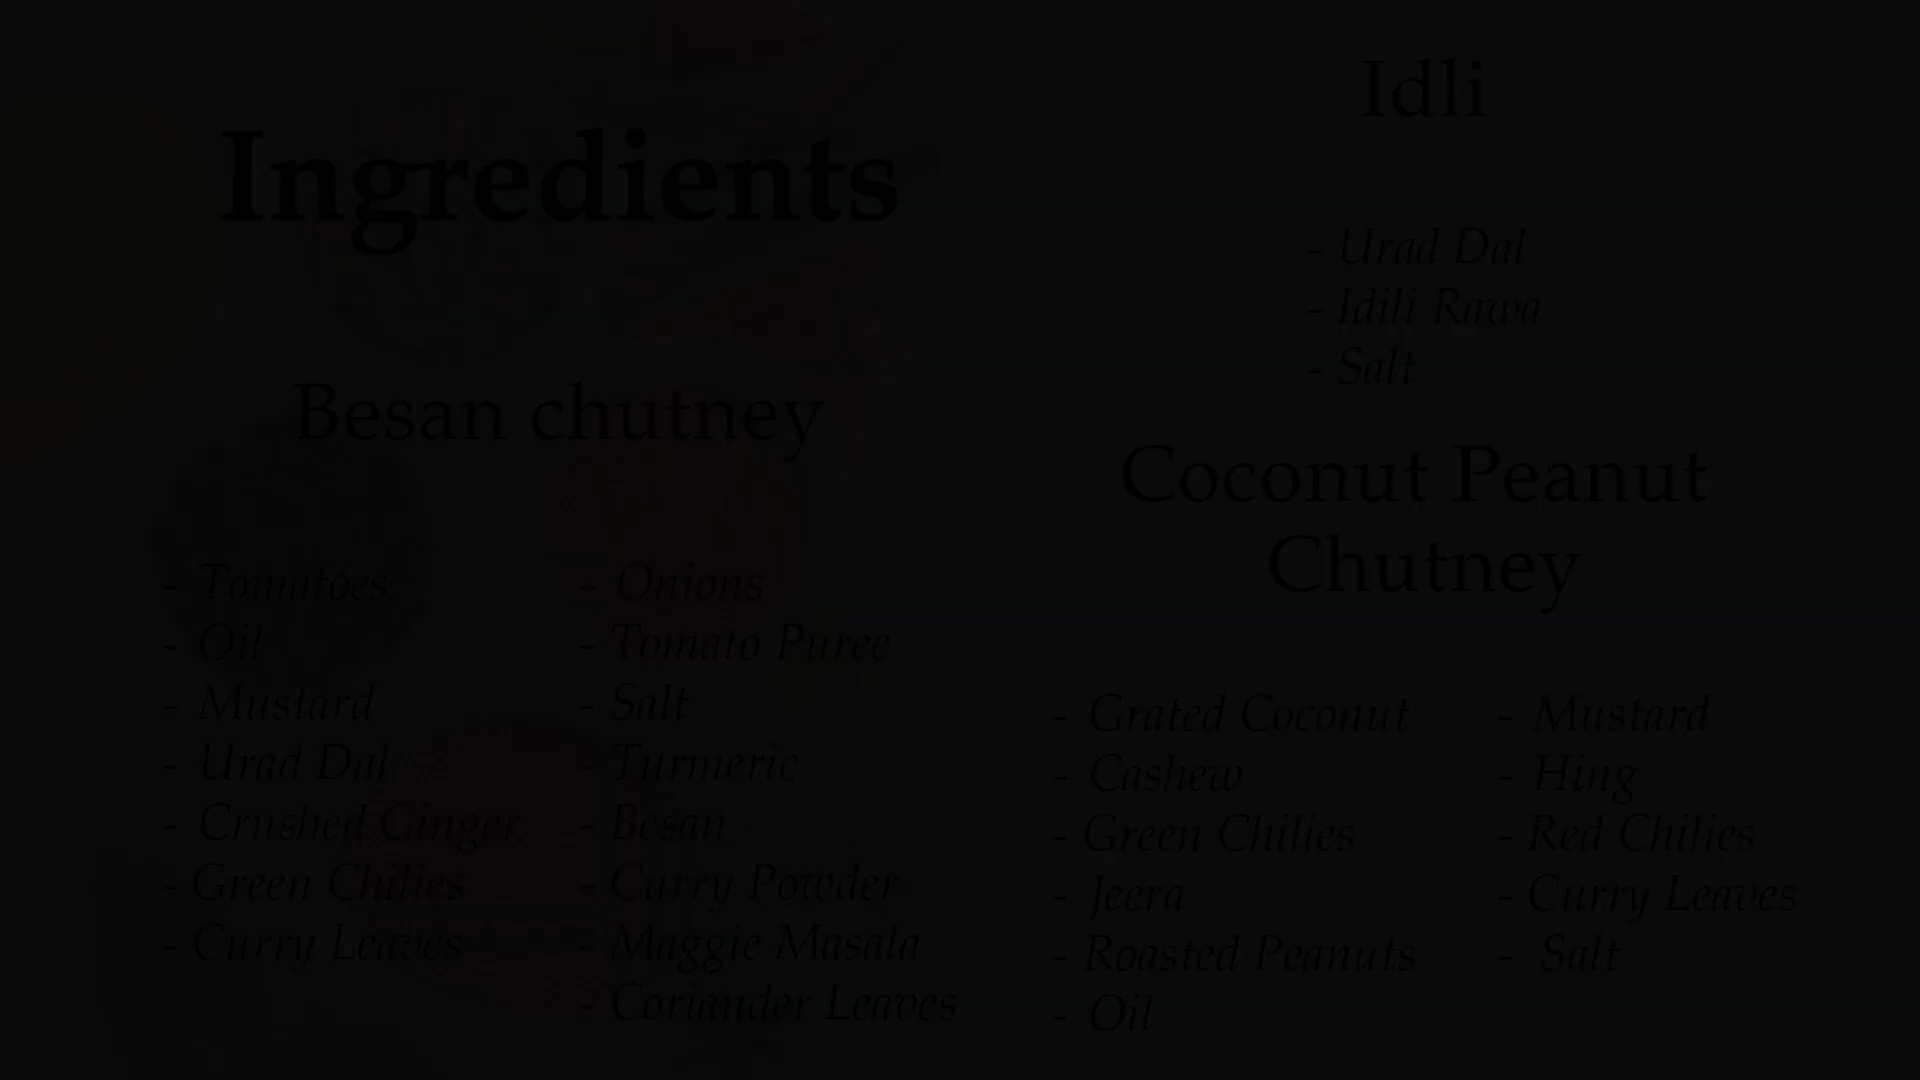 Ingredients
Besan chutney
- Tomatoes
- Oil
- Mustard
- Urad Dal
- Crushed Ginger
- Green Chilies
- Curry Leaves
- Onions
- Tomato Puree
- Salt
- Turmeric
- Besan
- Curry Powder
- Maggie Masala
- Coriander Leaves
Idli
- Urad Dal
- Idili Rawa
- Salt
Coconut Peanut
Chutney
- Grated Coconut
- Cashew
- Green Chilies
- Jeera
- Roasted Peanuts
- Oil
- Mustard
- Hing
- Red Chilies
- Curry Leaves
- Salt